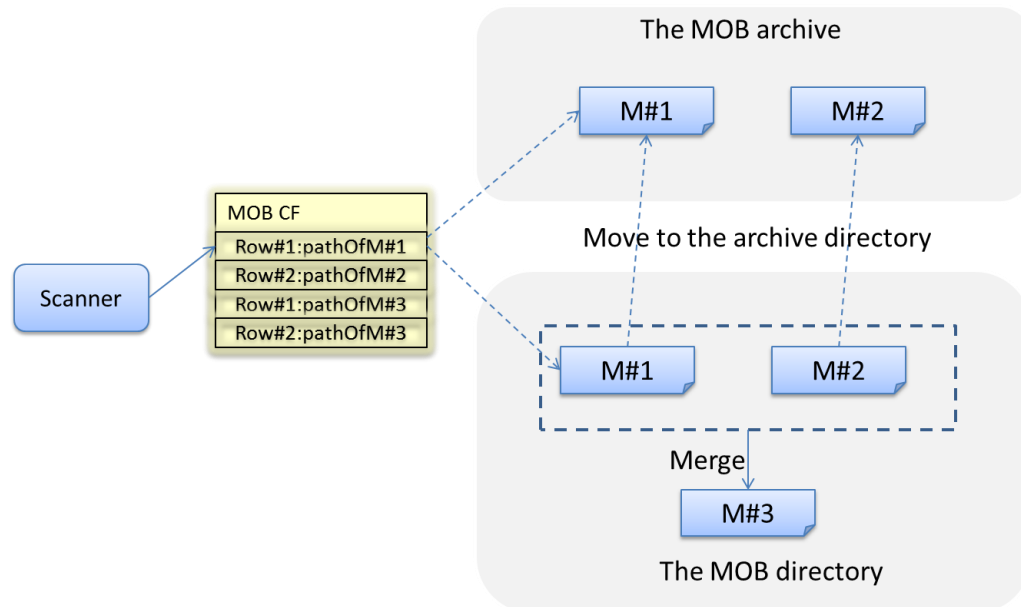 The MOB archive
M#1
M#2
MOB CF
Row#1:pathOfM#1
Row#2:pathOfM#2
Row#1:pathOfM#3
Row#2:pathOfM#3
Scanner
Move to the archive directory
M#1
M#2
Merge
M#3
The MOB directory